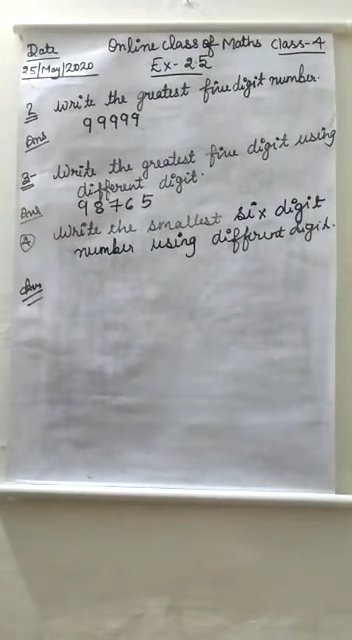 Date Online class of Maths Class-4
25/May/2020 Ex-2.5
2 Write the greatest five digit number.
Ans 99999
3- Write the greatest five digit using
different digit.
Ans 98765
4 Write the smallest six digit
number using different digit.
Ans